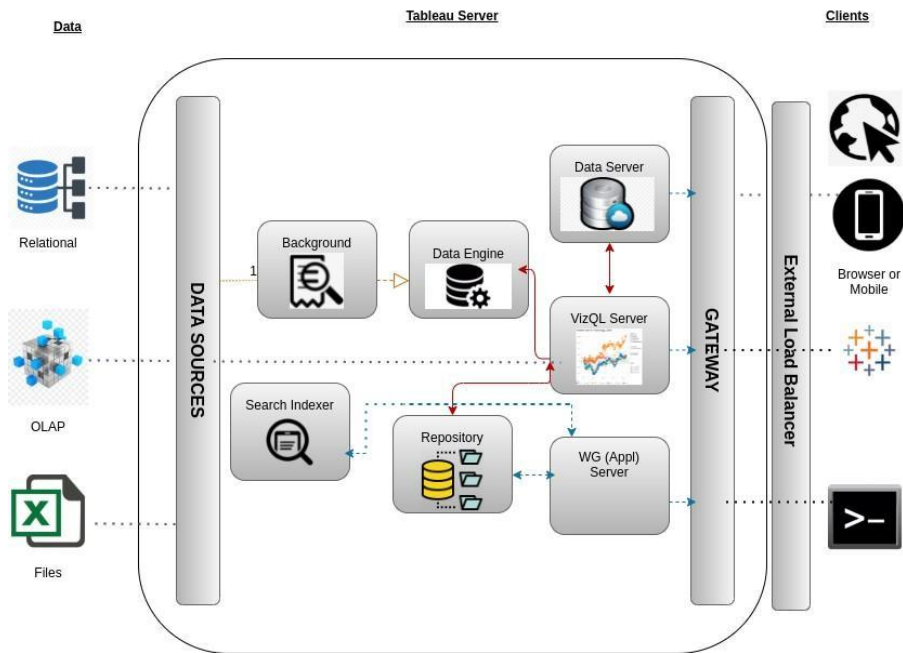 Data
Tableau Server
Clients
Relational
OLAP
Files
DATA SOURCES
1
Background
Data Engine
Data Server
VizQL Server
Search Indexer
Repository
WG (Appl)
Server
GATEWAY
External Load Balancer
Browser or
Mobile
X
>-